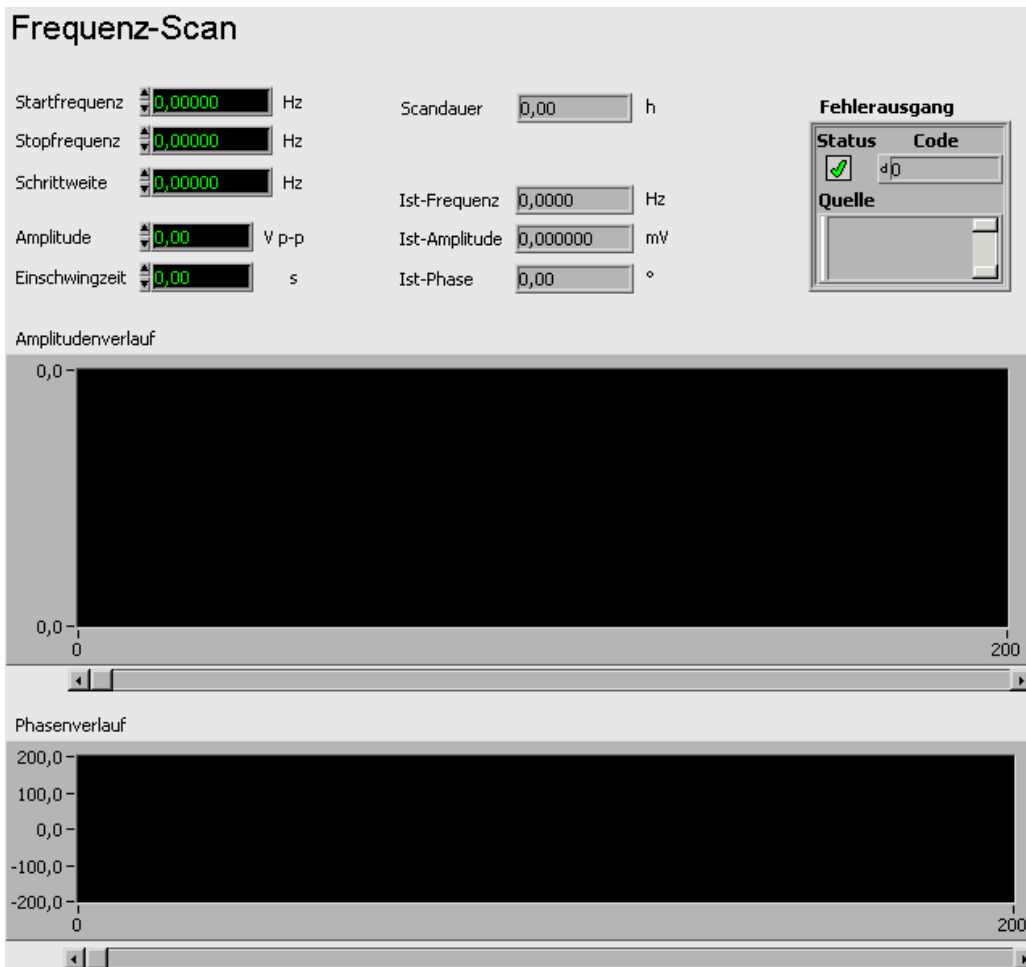 Frequenz-Scan
Startfrequenz 0,00000 Hz
Stopfrequenz 0,00000 Hz
Schrittweite 0,00000 Hz
Amplitude 0,00 V p-p
Einschwingzeit 0,00 s
Scandauer 0,00 h
Ist-Frequenz 0,0000 Hz
Ist-Amplitude 0,000000 mV
Ist-Phase 0,00 °
Fehlerausgang
Status Code
d0
Quelle
Amplitudenverlauf
0,0
0,0
0 200
Phasenverlauf
200,0
100,0
0,0
-100,0
-200,0
0 200